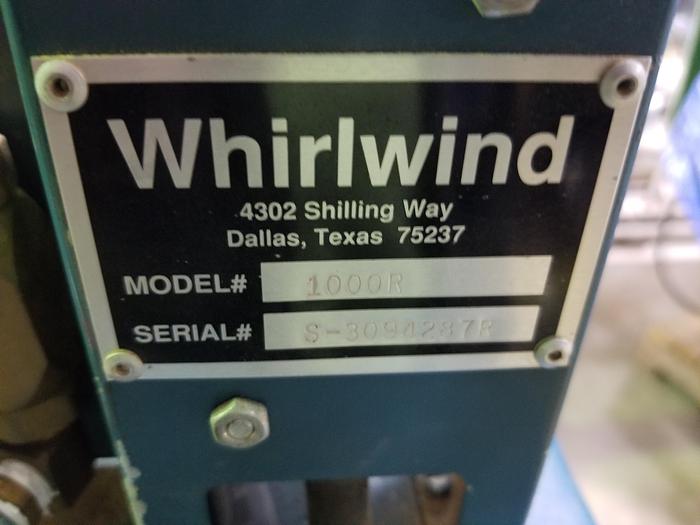 Whirlwind
4302 Shilling Way
Dallas, Texas 75237
MODEL# 1000R
SERIAL# S-3094287R